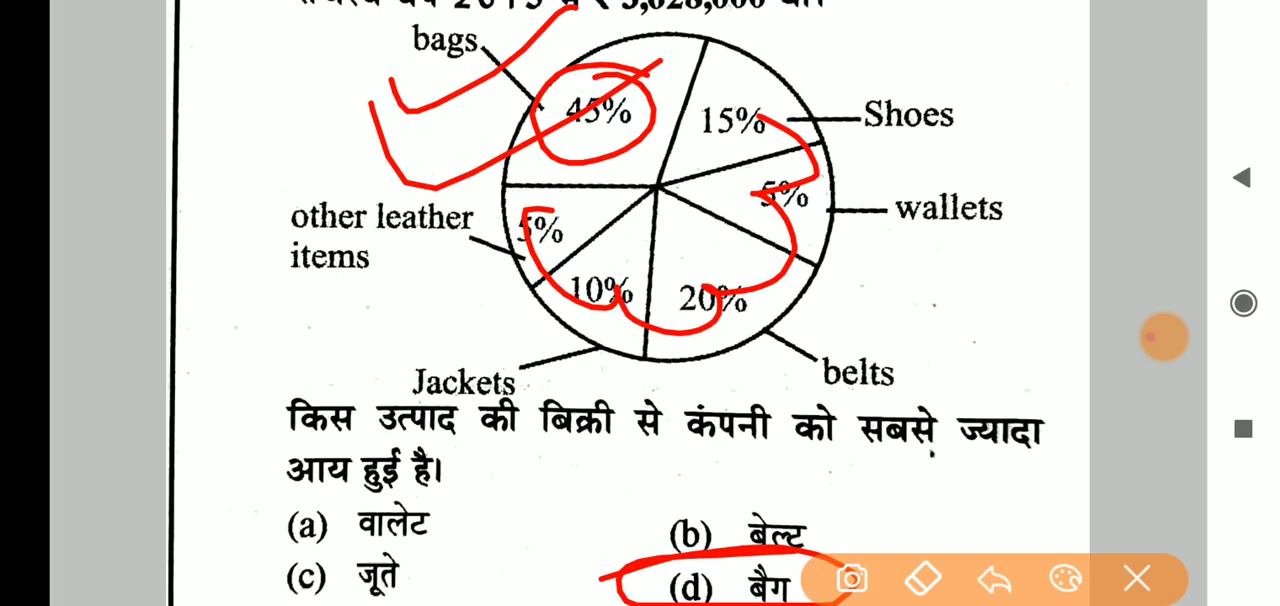 bags
45%
15%
Shoes
5%
wallets
other leather
items
5%
10%
20%
Jackets
belts
किस उत्पाद की बिक्री से कंपनी को सबसे ज्यादा
आय हुई है।
(a) वालेट
(b) बेल्ट
(c) जूते
(d) बैग